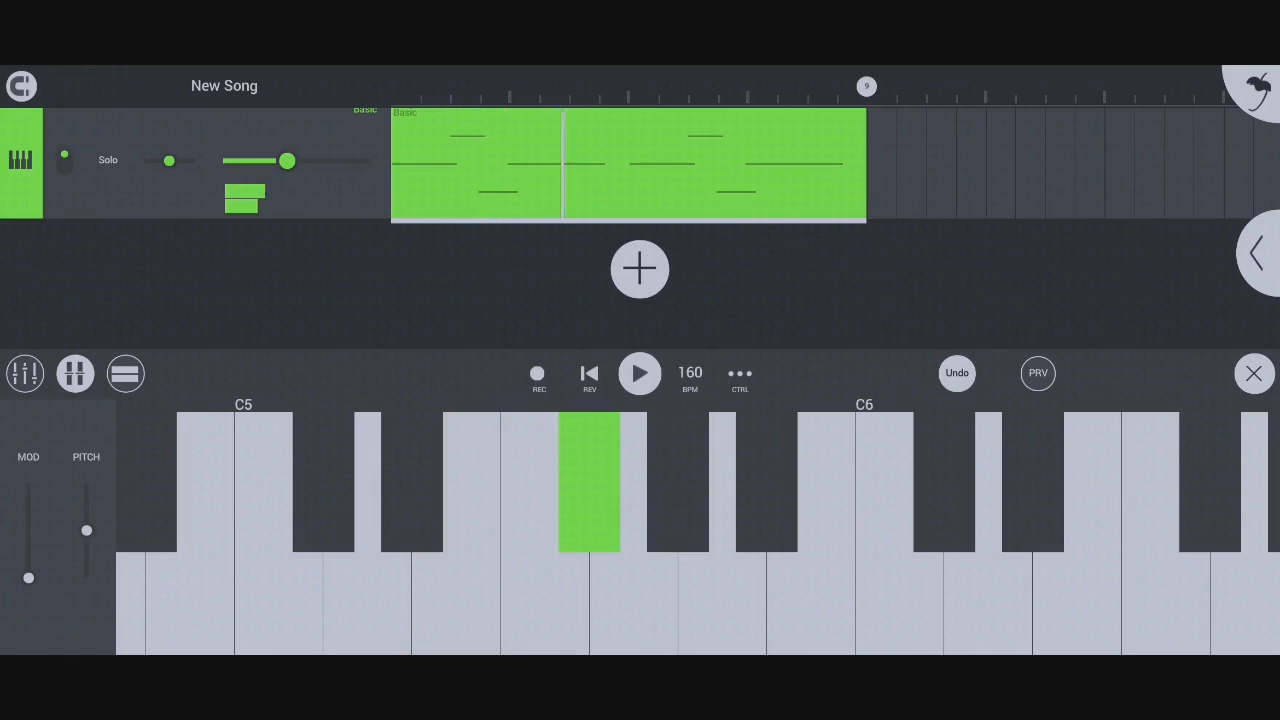 New Song
9
Basic
Basic
Solo
REC
REV
160
BPM
CTRL
Undo
PRV
C5
C6
MOD
PITCH